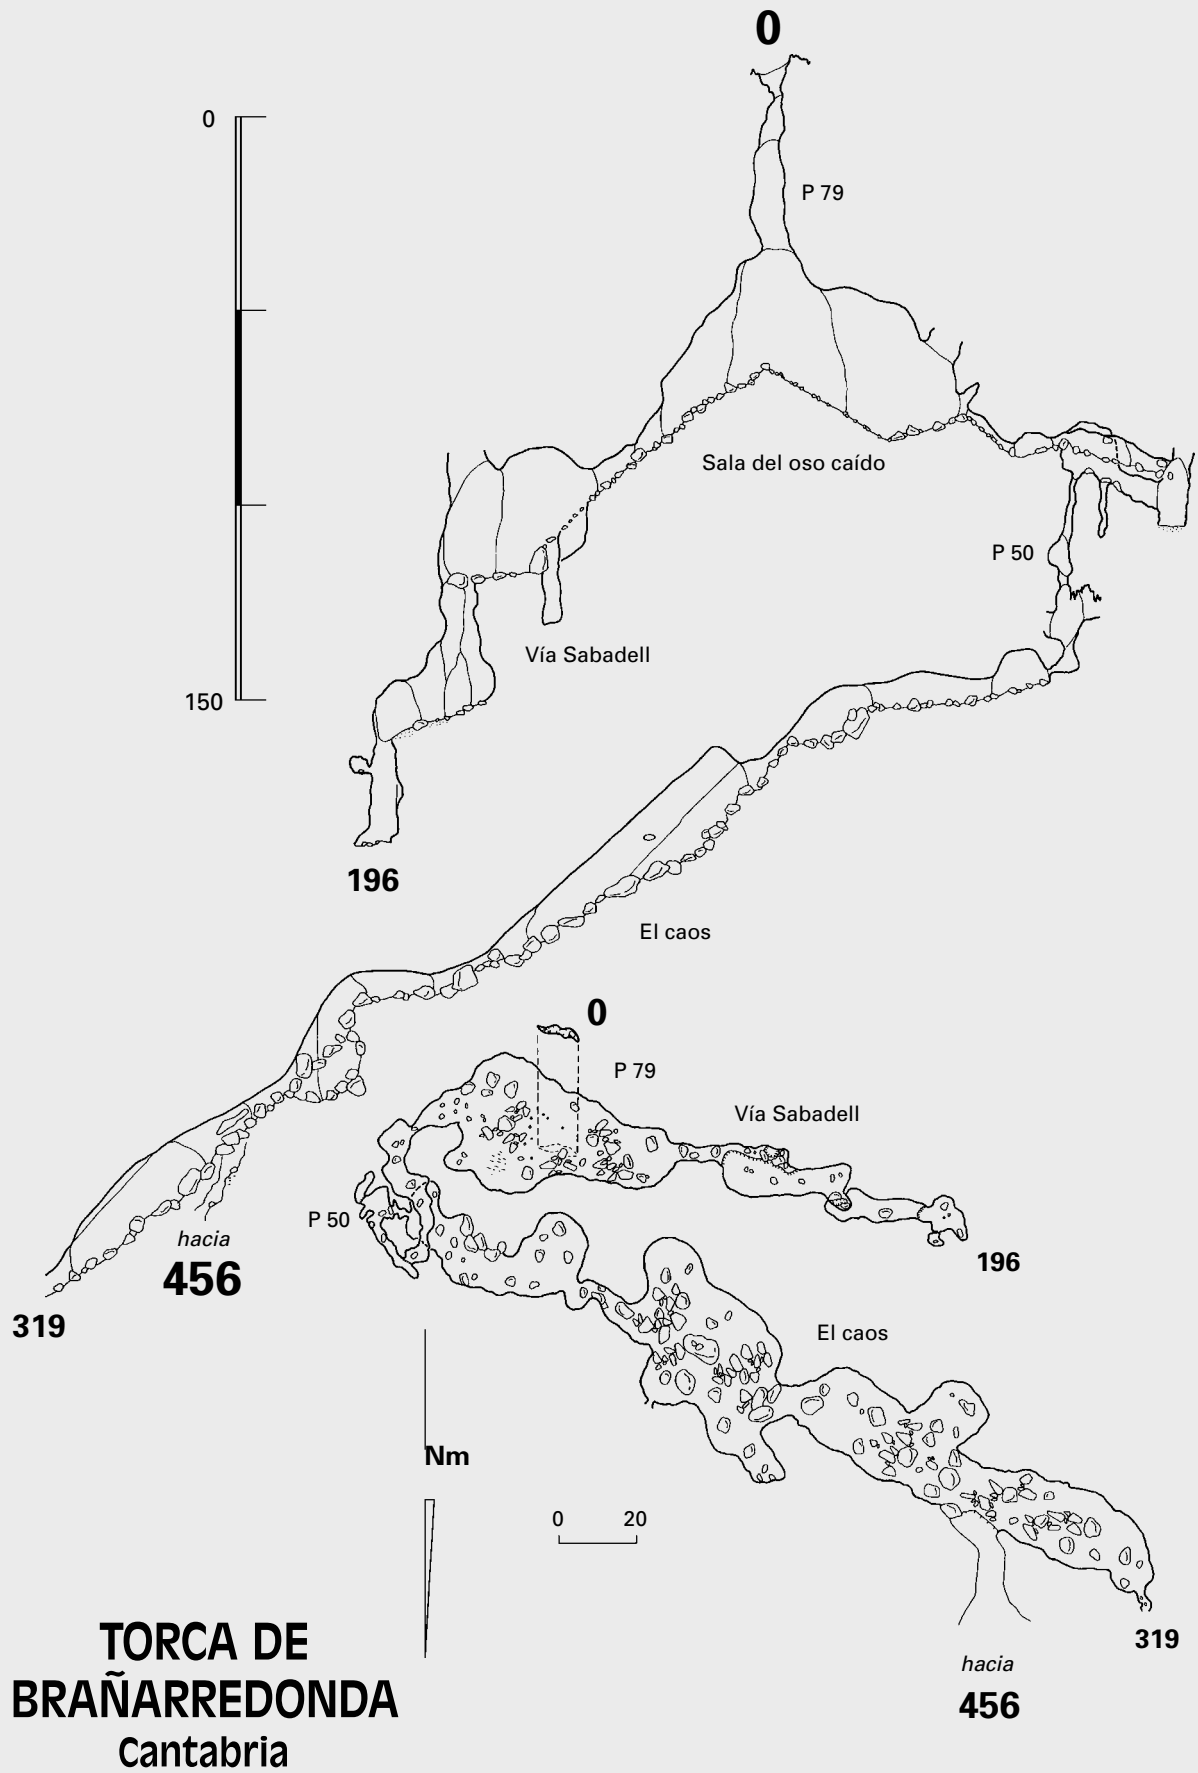 0
0
P 79
Sala del oso caído
P 50
Vía Sabadell
150
196
El caos
0
P 79
Vía Sabadell
P 50
hacia
456
196
319
El caos
Nm
0 20
TORCA DE
BRAÑARREDONDA
Cantabria
319
hacia
456